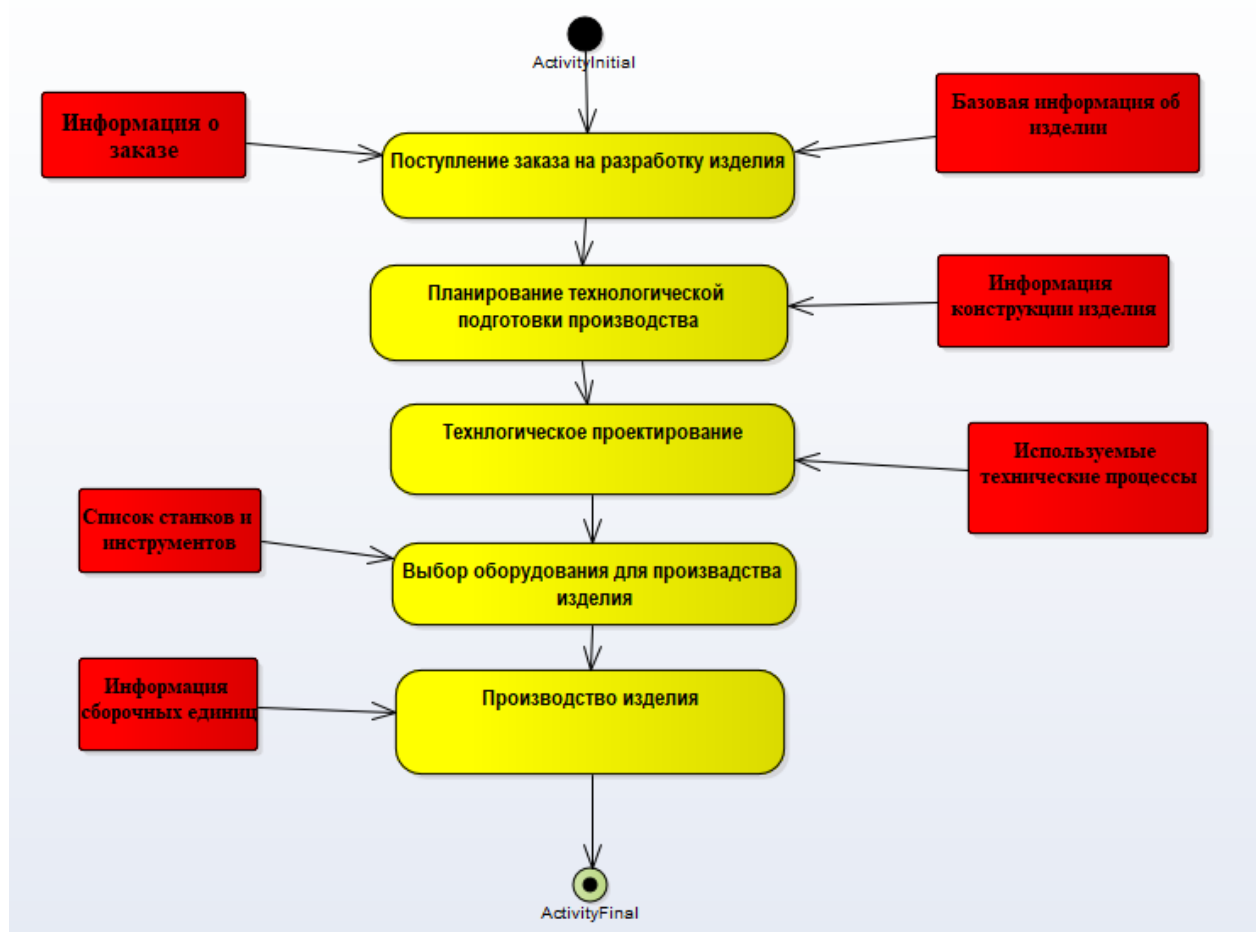 ActivityInitial
Информация о
заказе
Базовая информация об
изделии
Поступление заказа на разработку изделия
Планирование технологической
подготовки производства
Информация
конструкции изделия
Технлогическое проектирование
Используемые
технические процессы
Список станков и
инструментов
Выбор оборудования для произвадства
изделия
Информация
сборочных единиц
Производство изделия
ActivityFinal